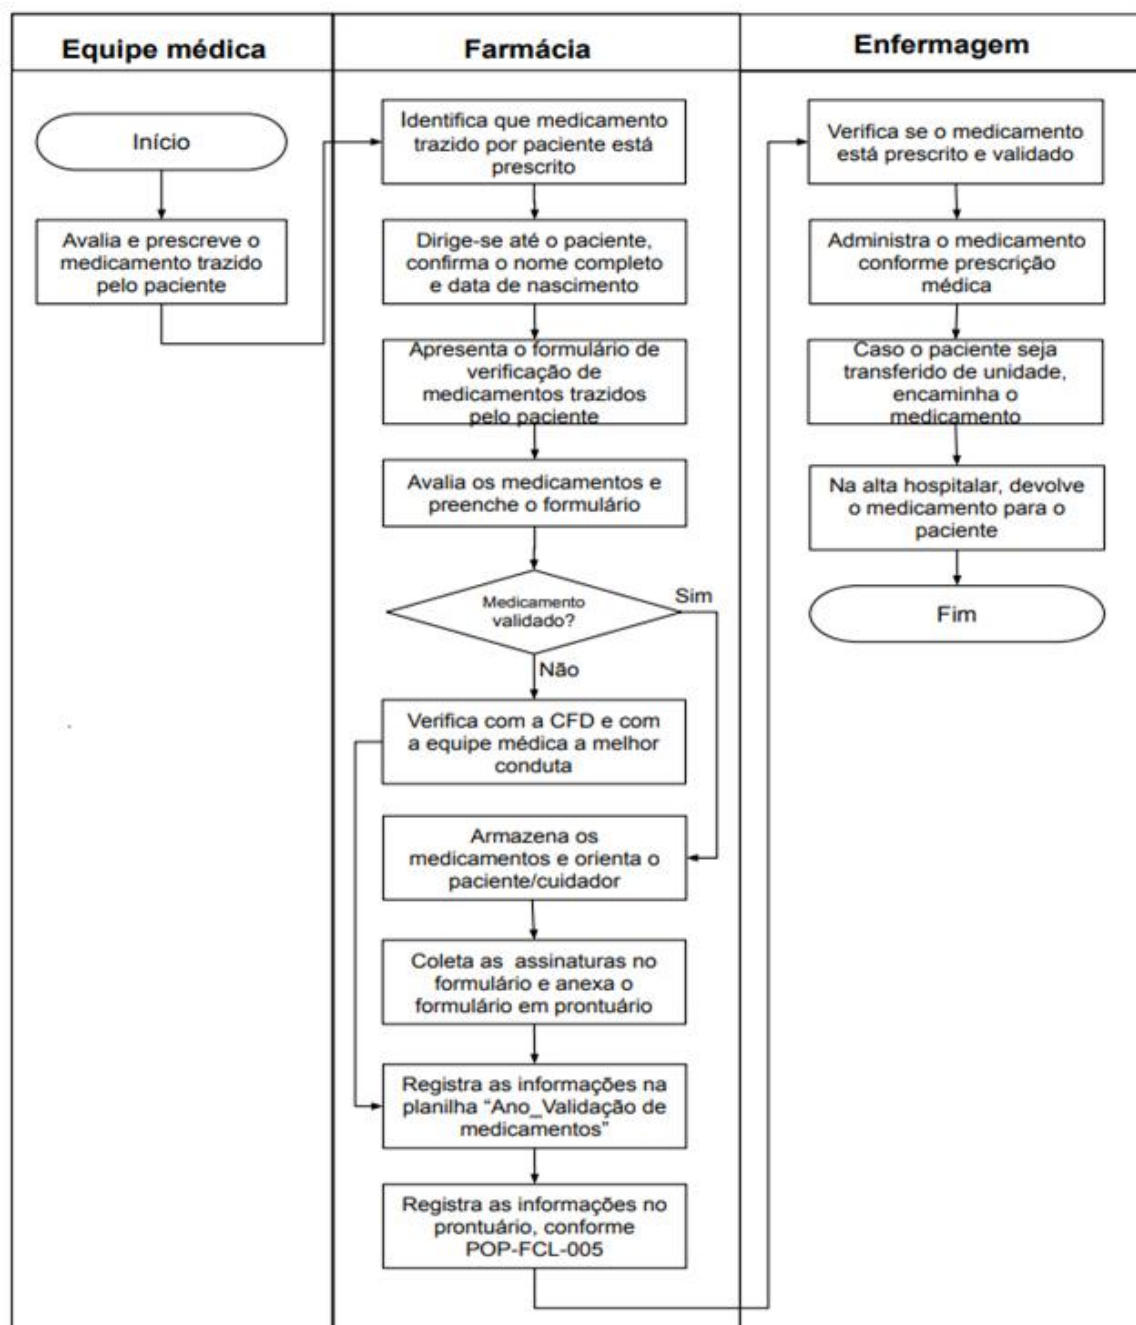 Equipe médica
Início
Avalia e prescreve o
medicamento trazido
pelo paciente
Farmácia
Identifica que medicamento
trazido por paciente está
prescrito
Dirige-se até o paciente,
confirma o nome completo
e data de nascimento
Apresenta o formulário de
verificação de
medicamentos trazidos
pelo paciente
Avalia os medicamentos e
preenche o formulário
Medicamento
validado?
Sim
Não
Verifica com a CFD e com
a equipe médica a melhor
conduta
Armazena os
medicamentos e orienta o
paciente/cuidador
Coleta as assinaturas no
formulário e anexa o
formulário em prontuário
Registra as informações na
planilha “Ano_Validação de
medicamentos”
Registra as informações no
prontuário, conforme
POP-FCL-005
Enfermagem
Verifica se o medicamento
está prescrito e validado
Administra o medicamento
conforme prescrição
médica
Caso o paciente seja
transferido de unidade,
encaminha o
medicamento
Na alta hospitalar, devolve
o medicamento para o
paciente
Fim